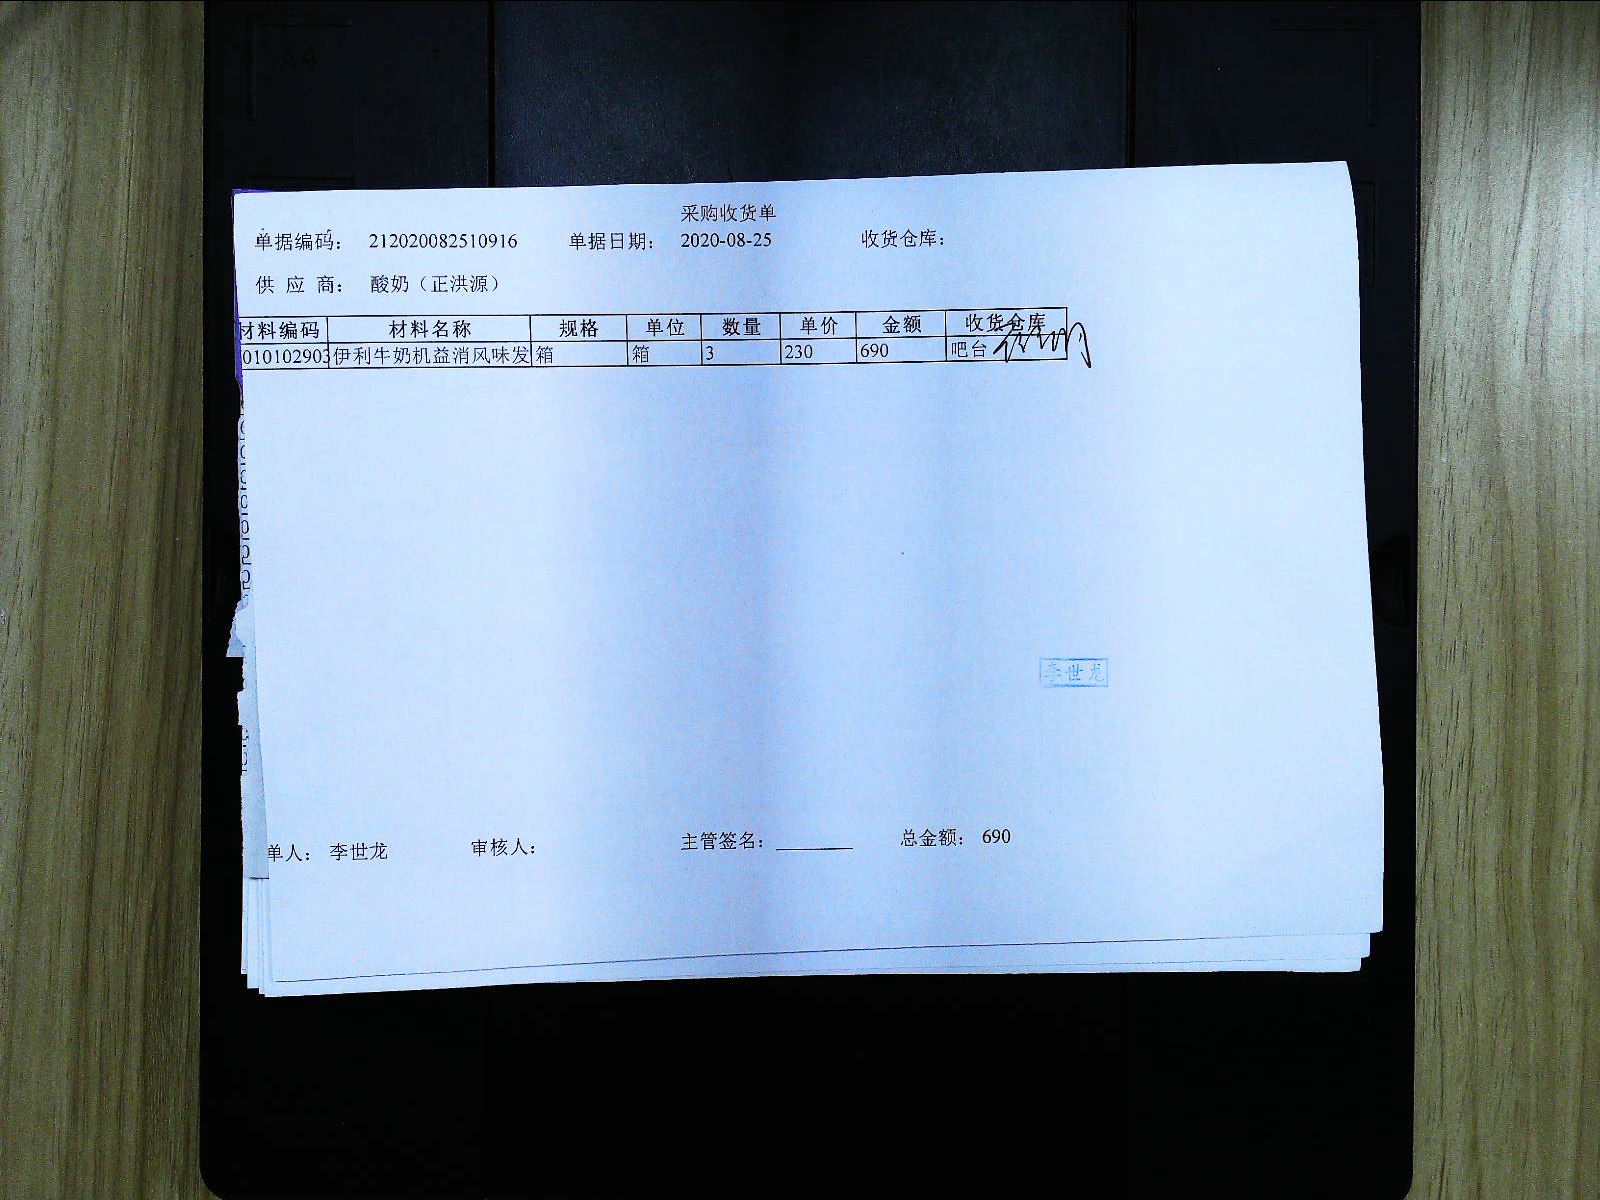 采购收货单
单据编码： 212020082510916 单据日期： 2020-08-25 收货仓库：
供 应 商： 酸奶（正洪源）
材料编码 材料名称 规格 单位 数量 单价 金额 收货仓库
010102903 伊利牛奶机益消风味发 箱 箱 3 230 690 吧台
李世龙
单人： 李世龙 审核人： 主管签名： 总金额： 690